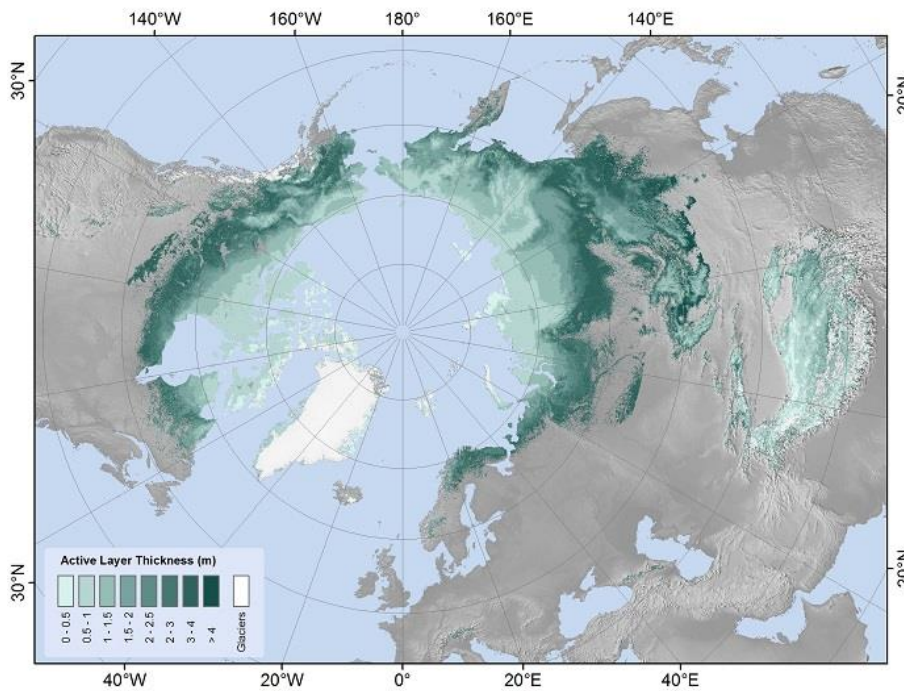 140°W 160°W 180° 160°E 140°E
30°N
20°N
30°N
20°N
Active Layer Thickness (m)
0 - 0.5
0.5 - 1
1 - 1.5
1.5 - 2
2 - 2.5
2 - 3
3 - 4
> 4
Glaciers
40°W 20°W 0° 20°E 40°E